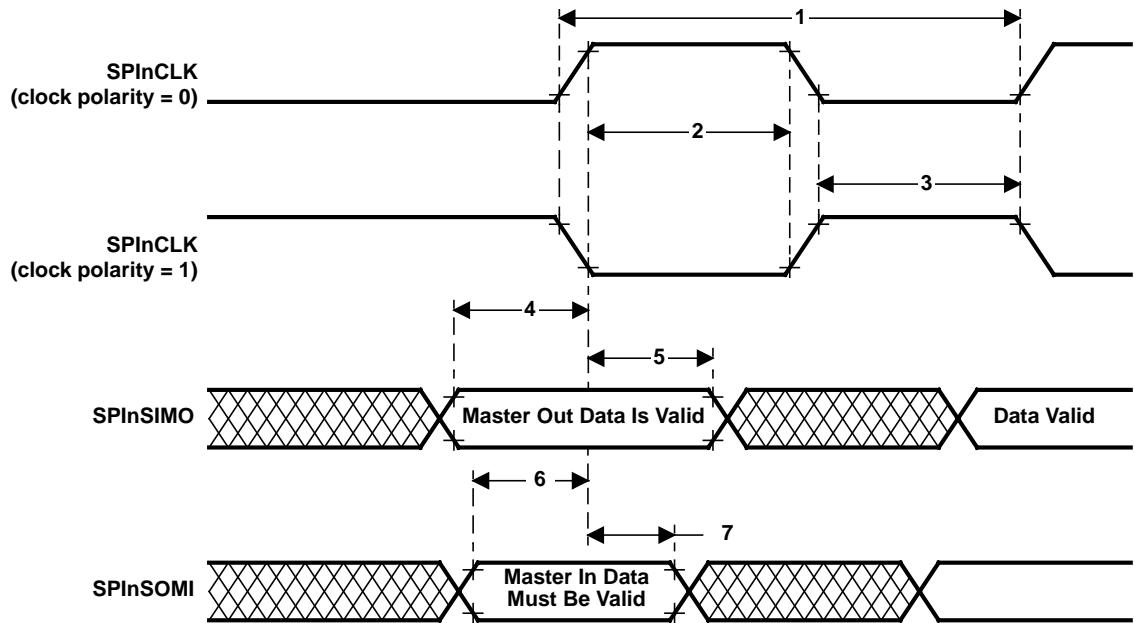 1
SPInCLK
(clock polarity = 0)
2
3
SPInCLK
(clock polarity = 1)
4
5
SPInSIMO
Master Out Data Is Valid
Data Valid
6
7
SPInSOMI
Master In Data
Must Be Valid